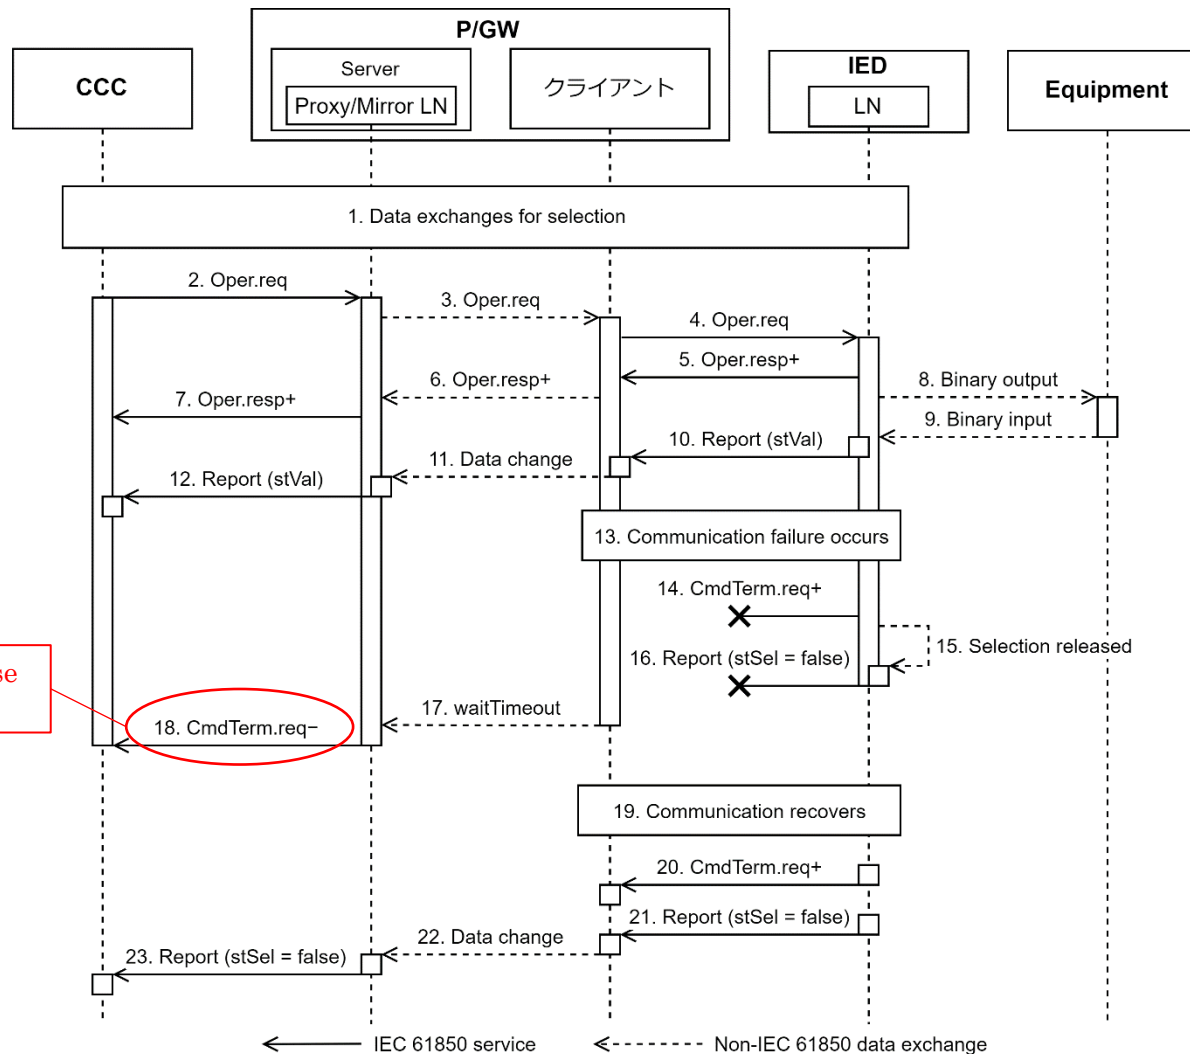 P/GW
CCC
Server
Proxy/Mirror LN
クライアント
IED
LN
Equipment
1. Data exchanges for selection
2. Oper.req
3. Oper.req
4. Oper.req
5. Oper.resp+
6. Oper.resp+
7. Oper.resp+
8. Binary output
9. Binary input
10. Report (stVal)
11. Data change
12. Report (stVal)
13. Communication failure occurs
14. CmdTerm.req+
15. Selection released
16. Report (stSel = false)
17. waitTimeout
se
18. CmdTerm.req−
19. Communication recovers
20. CmdTerm.req+
21. Report (stSel = false)
22. Data change
23. Report (stSel = false)
IEC 61850 service
Non-IEC 61850 data exchange